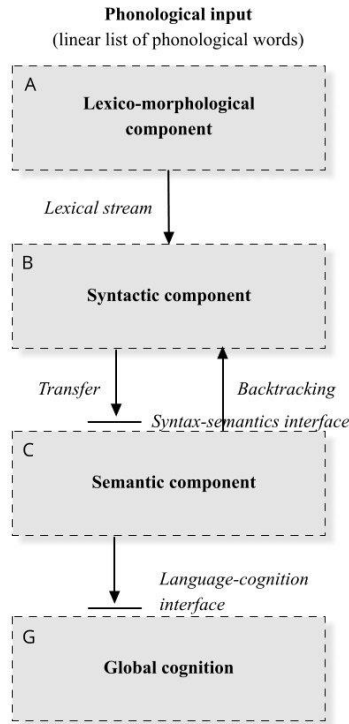 Phonological input
(linear list of phonological words)
A
Lexico-morphological
component
Lexical stream
B
Syntactic component
Transfer
Backtracking
Syntax-semantics interface
C
Semantic component
Language-cognition
interface
G
Global cognition